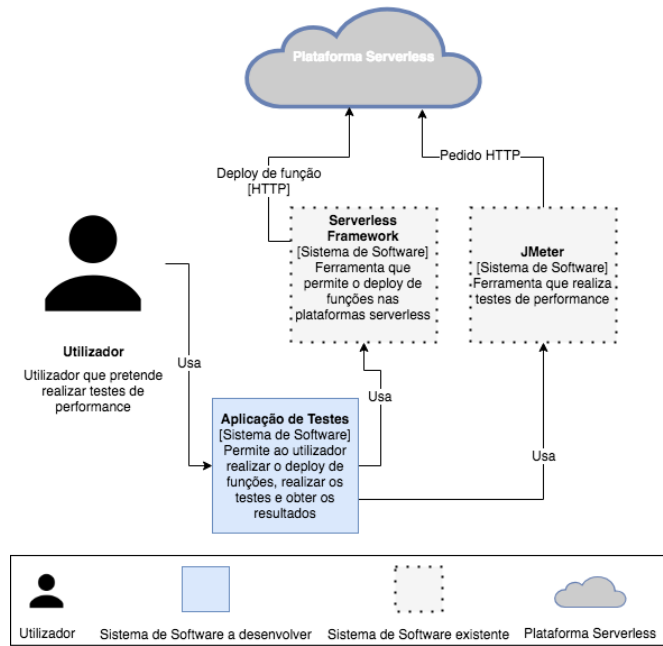 Plataforma Serverless
Pedido HTTP
Deploy de função
[HTTP]
Serverless
Framework
[Sistema de Software]
Ferramenta que
permite o deploy de
funções nas
plataformas serverless
JMeter
[Sistema de Software]
Ferramenta que realiza
testes de performance
Utilizador
Utilizador que pretende
realizar testes de
performance
Usa
Usa
Usa
Aplicação de Testes
[Sistema de Software]
Permite ao utilizador
realizar o deploy de
funções, realizar os
testes e obter os
resultados
Utilizador
Sistema de Software a desenvolver
Sistema de Software existente
Plataforma Serverless